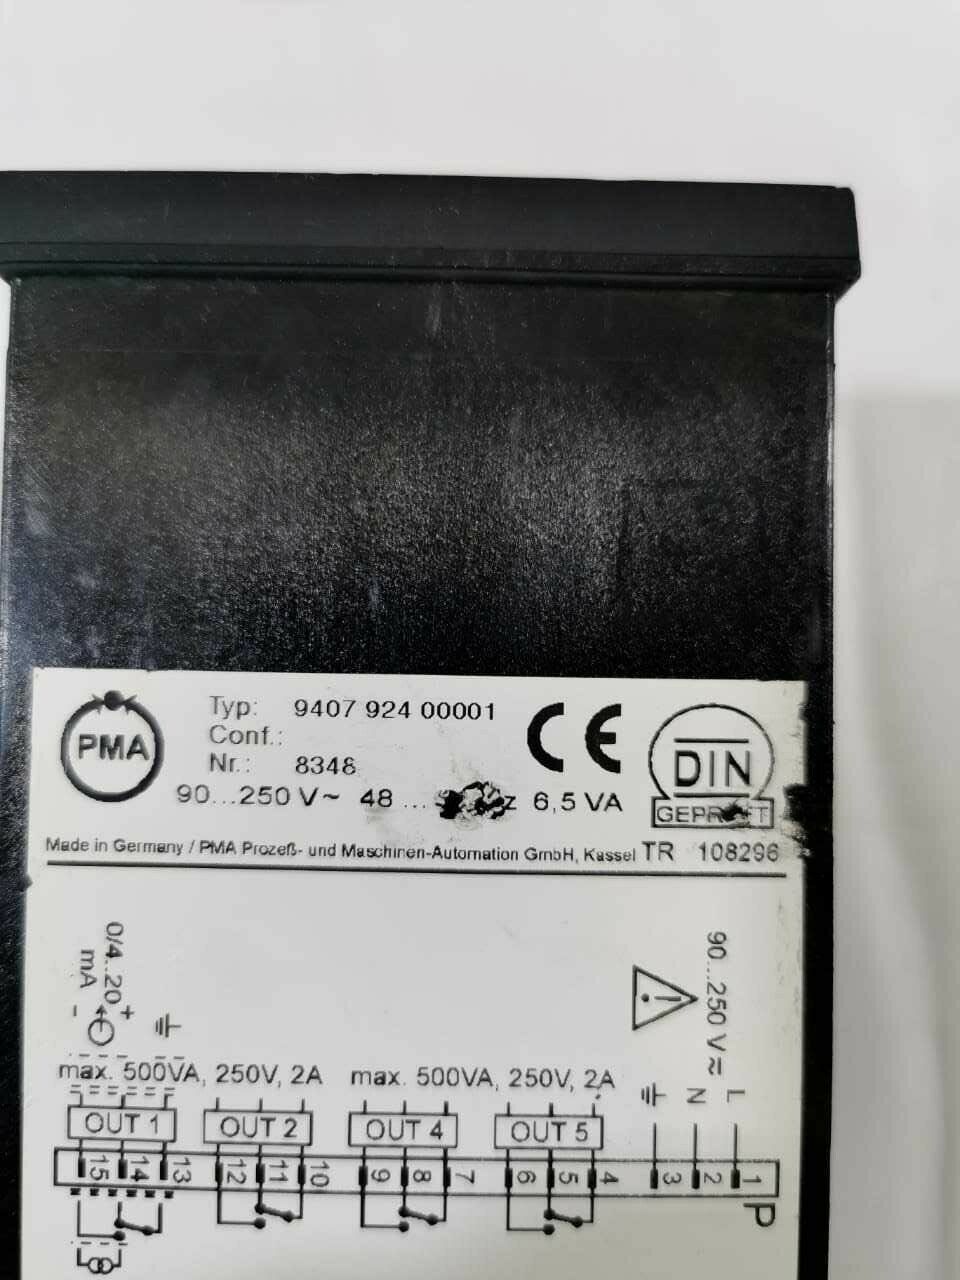 PMA
Typ: 9407 924 00001
Conf.:
Nr.: 8348
CE
DIN
90...250 V~ 48 ... 6,5 VA
Made in Germany / PMA Prozeß- und Maschinen-Automation GmbH, Kassel TR 108296
0/4..20 mA
- +
90...250 V≂
L
N
max. 500VA, 250V, 2A max. 500VA, 250V, 2A
OUT 1 OUT 2 OUT 4 OUT 5
15 14 13 12 11 10 9 8 7 6 5 4 3 2 1
P